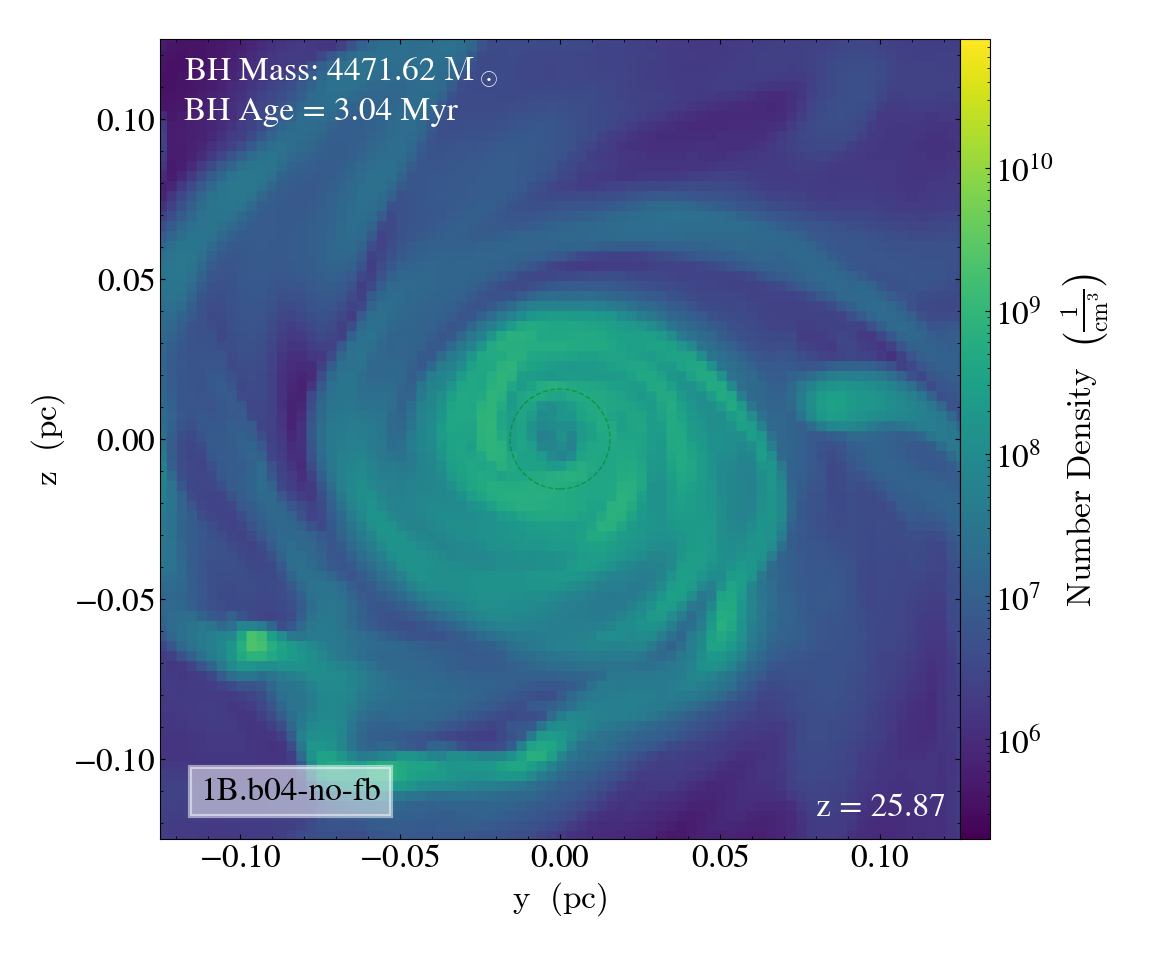 BH Mass: 4471.62 M⊙
BH Age = 3.04 Myr
0.10
0.05
0.00
−0.05
−0.10
z (pc)
1B.b04-no-fb
z = 25.87
−0.10 −0.05 0.00 0.05 0.10
y (pc)
10¹⁰
10⁹
10⁸
10⁷
10⁶
Number Density (1/cm³)